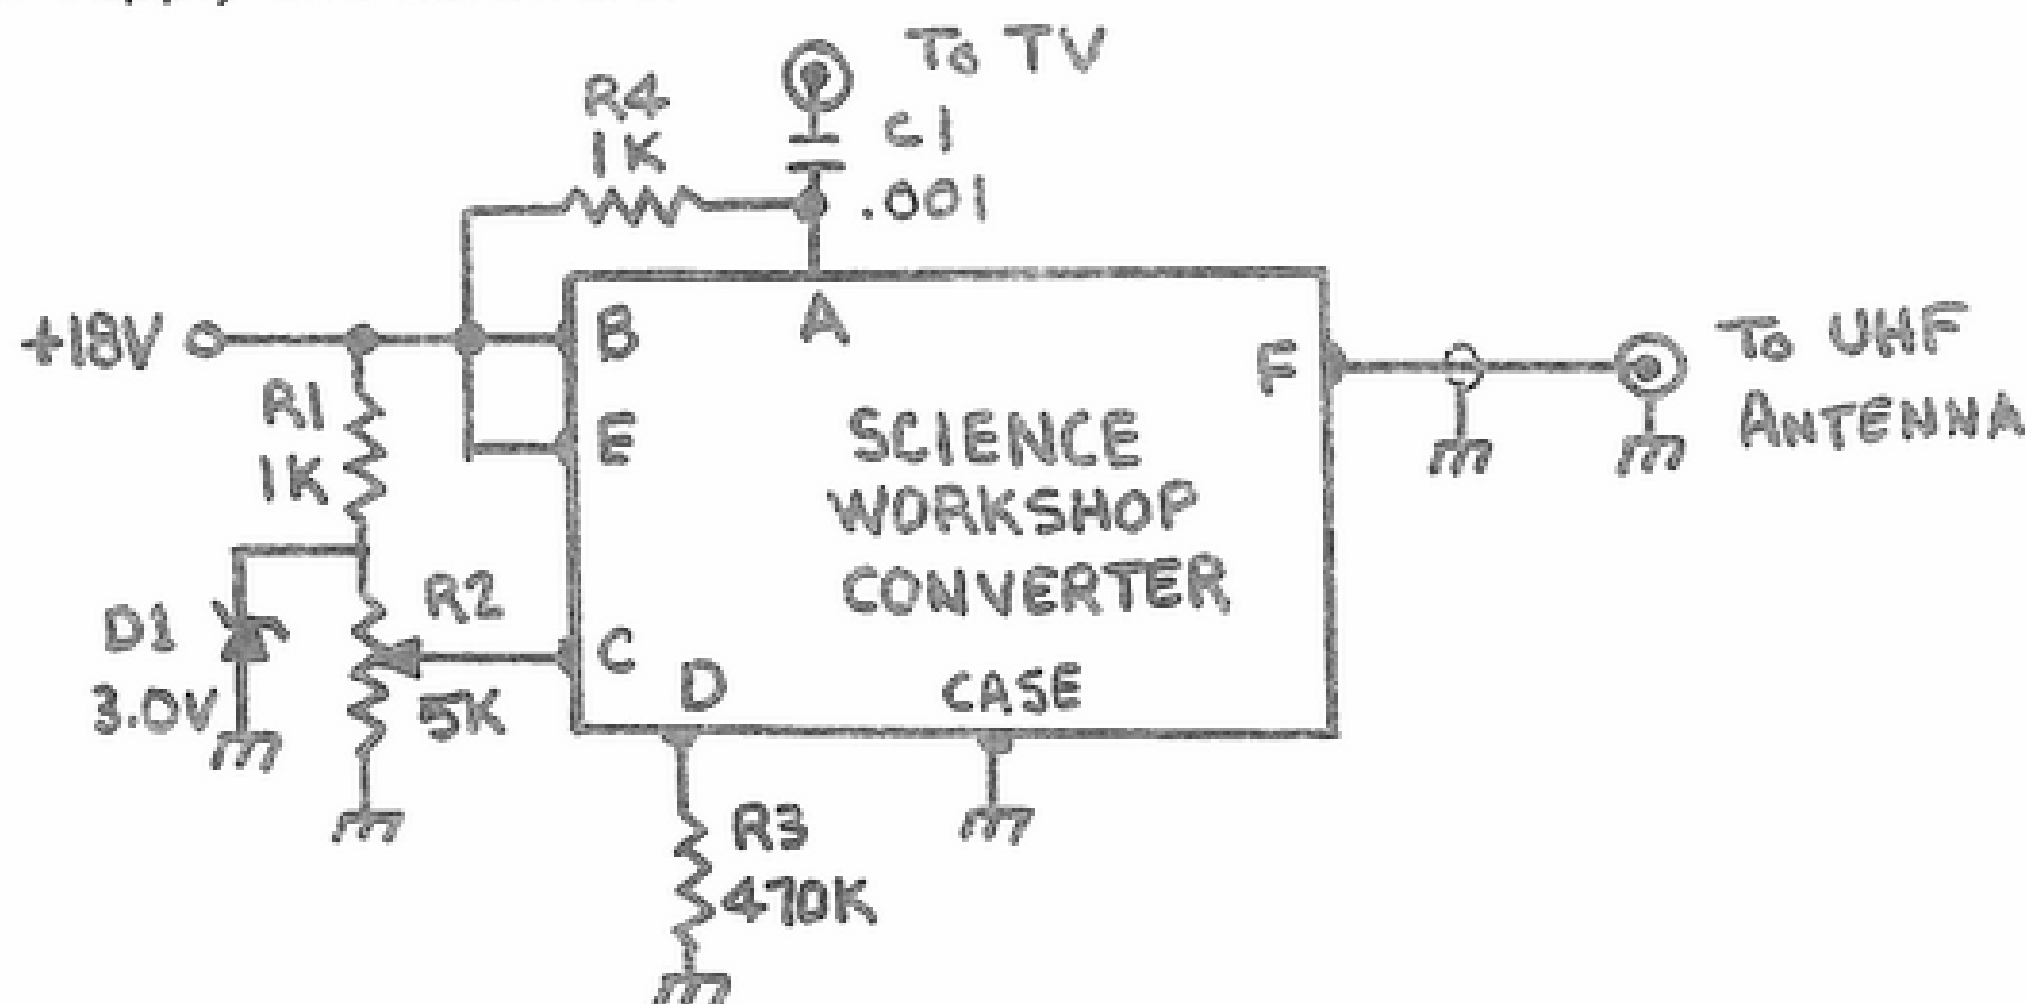 To TV
R4
1K
C1
.001
+18V
B
A
F
To UHF
ANTENNA
R1
1K
E
SCIENCE
WORKSHOP
CONVERTER
D1
3.0V
R2
5K
C
D
CASE
R3
470K